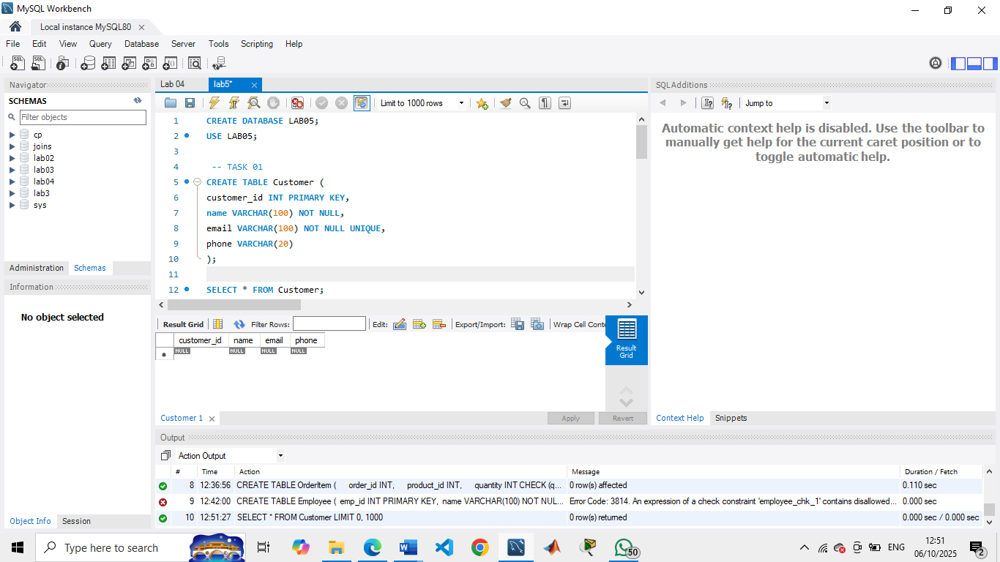 MySQL Workbench
Local instance MySQL80
File Edit View Query Database Server Tools Scripting Help
Navigator
SCHEMAS
Filter objects
cp
joins
lab02
lab03
lab04
lab3
sys
Administration Schemas
Information
No object selected
Object Info Session
Lab 04 lab5*
Limit to 1000 rows
1 CREATE DATABASE LAB05;
2 USE LAB05;
3
4 -- TASK 01
5 CREATE TABLE Customer (
6 customer_id INT PRIMARY KEY,
7 name VARCHAR(100) NOT NULL,
8 email VARCHAR(100) NOT NULL UNIQUE,
9 phone VARCHAR(20)
10 );
11
12 SELECT * FROM Customer;
Result Grid Filter Rows: Edit: Export/Import: Wrap Cell Conte
customer_id name email phone
NULL NULL NULL NULL
Result
Grid
Customer 1 Apply Revert
SQLAdditions
Jump to
Automatic context help is disabled. Use the toolbar to
manually get help for the current caret position or to
toggle automatic help.
Context Help Snippets
Output
Action Output
# Time Action Message Duration / Fetch
8 12:36:56 CREATE TABLE OrderItem ( order_id INT, product_id INT, quantity INT CHECK (q... 0 row(s) affected 0.110 sec
9 12:42:00 CREATE TABLE Employee ( emp_id INT PRIMARY KEY, name VARCHAR(100) NOT NUL... Error Code: 3814. An expression of a check constraint 'employee_chk_1' contains disallowed... 0.000 sec
10 12:51:27 SELECT * FROM Customer LIMIT 0, 1000 0 row(s) returned 0.000 sec / 0.000 sec
Type here to search
50
ENG
12:51
06/10/2025
2